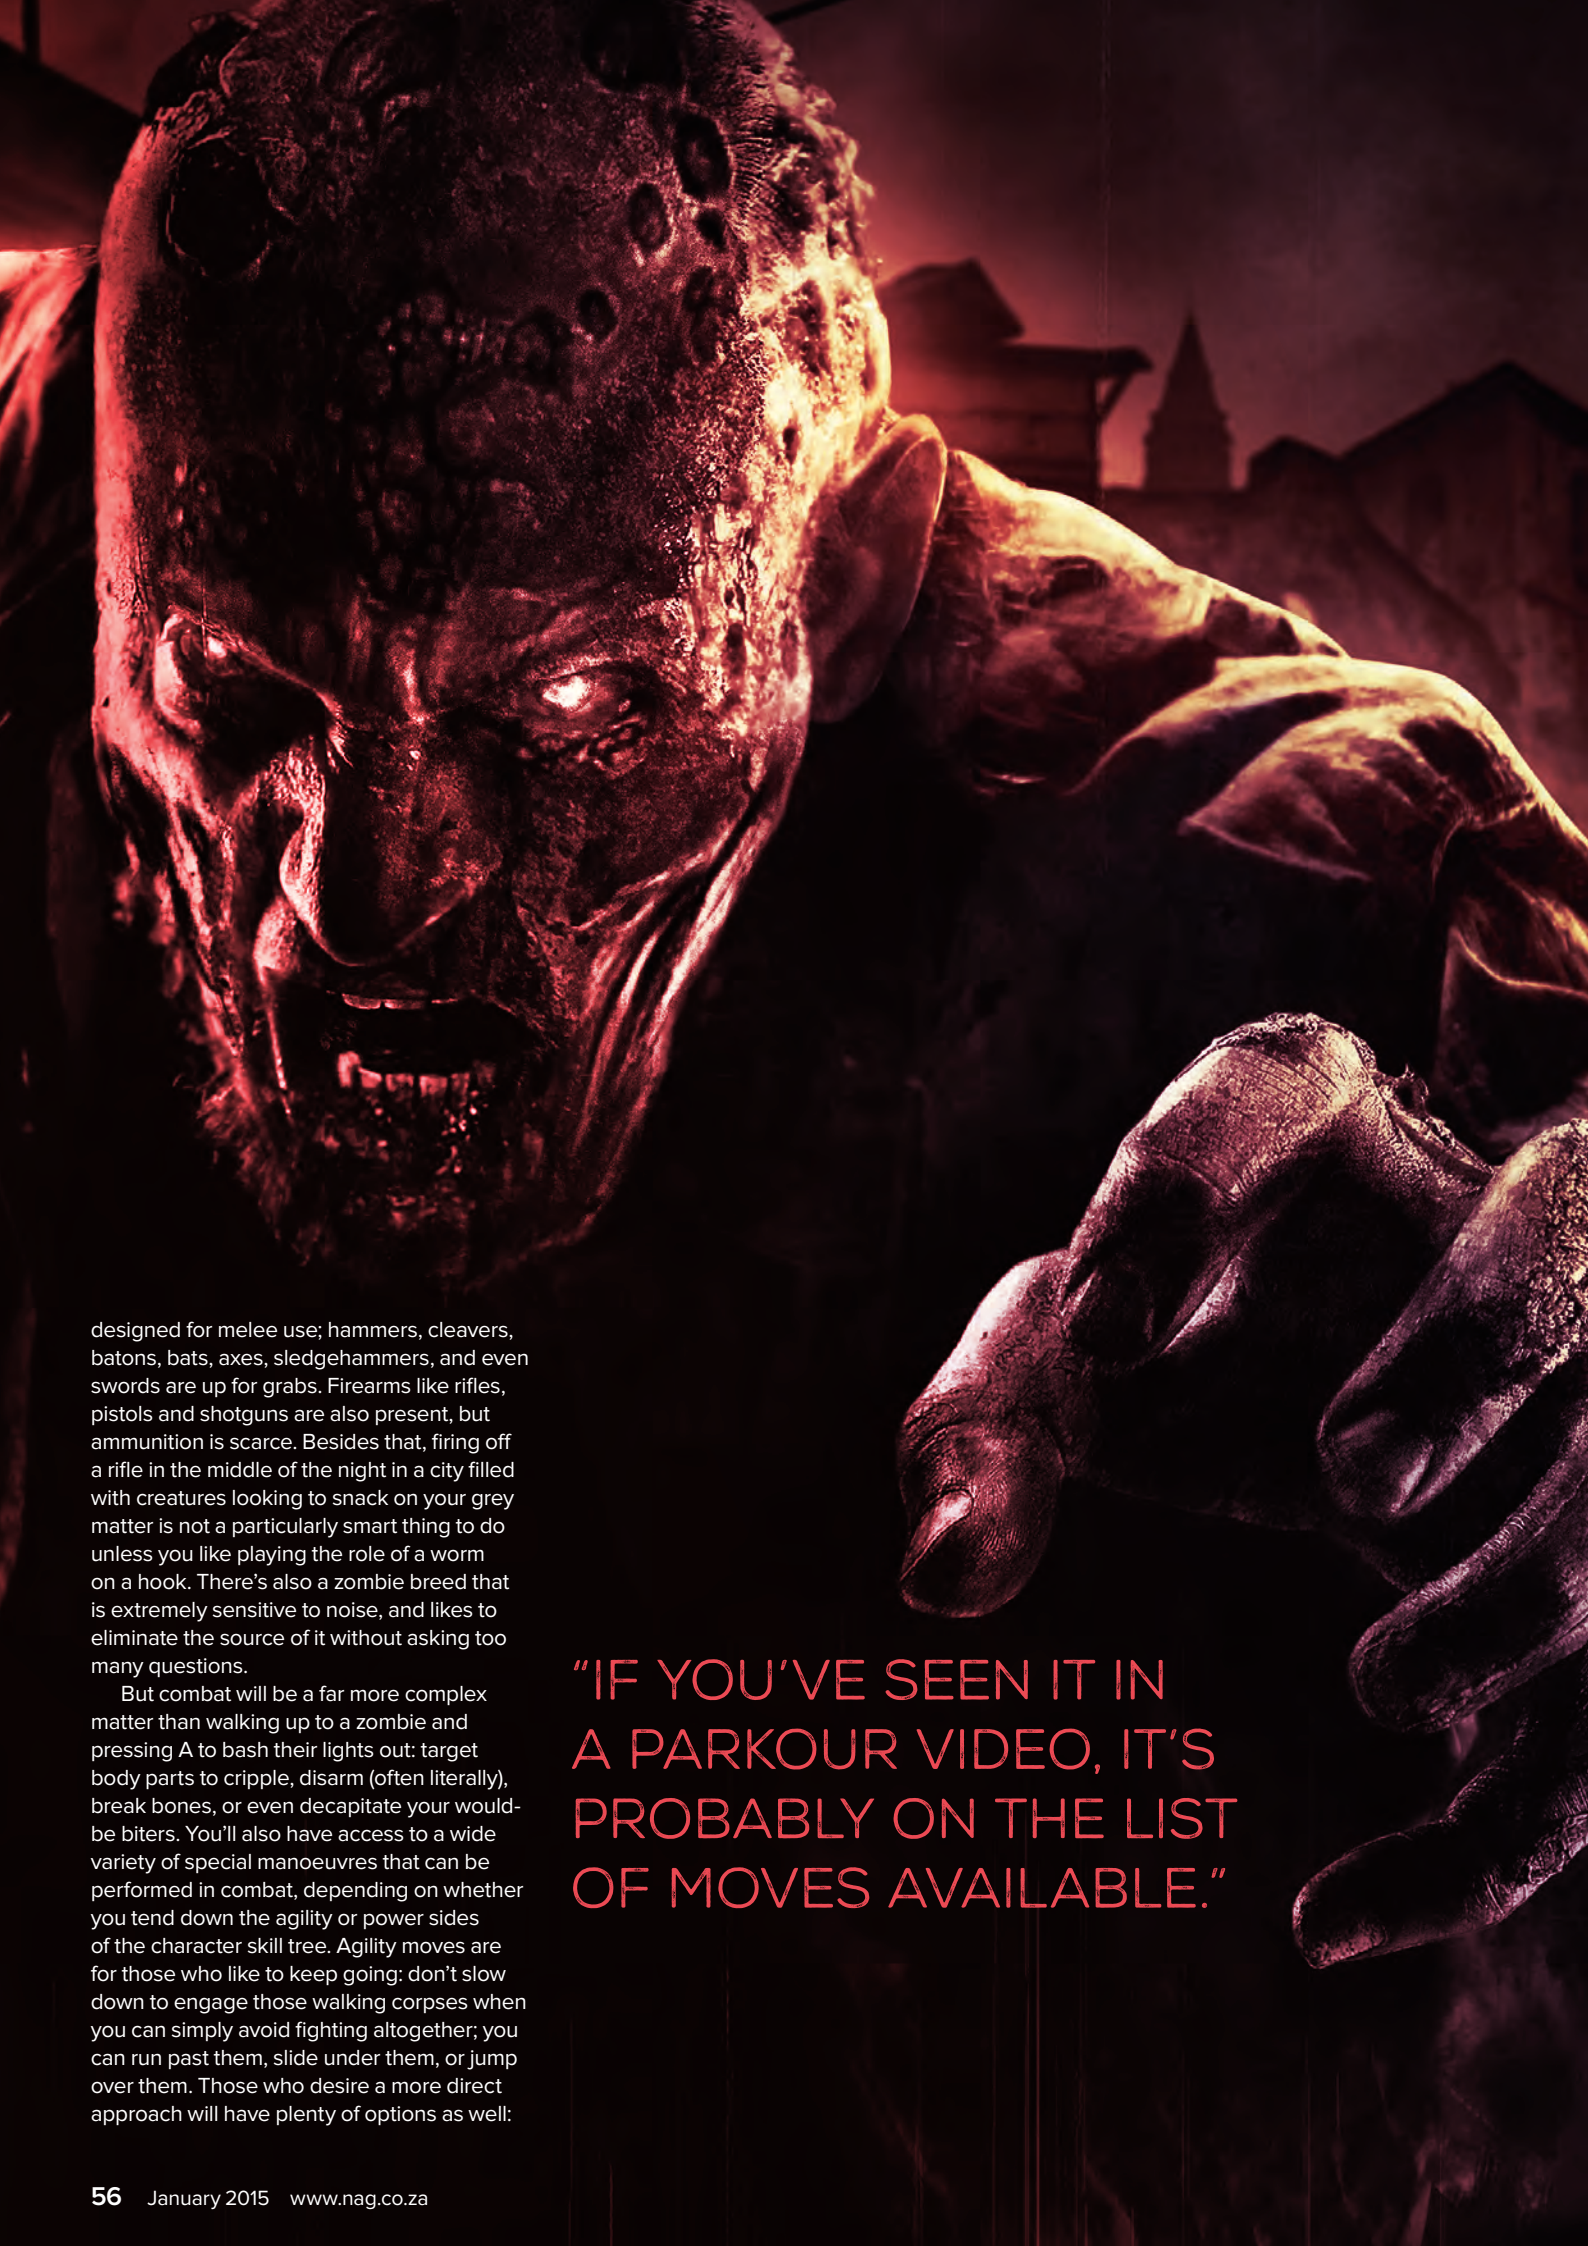 designed for melee use; hammers, cleavers,
batons, bats, axes, sledgehammers, and even
swords are up for grabs. Firearms like rifles,
pistols and shotguns are also present, but
ammunition is scarce. Besides that, firing off
a rifle in the middle of the night in a city filled
with creatures looking to snack on your grey
matter is not a particularly smart thing to do
unless you like playing the role of a worm
on a hook. There's also a zombie breed that
is extremely sensitive to noise, and likes to
eliminate the source of it without asking too
many questions.
But combat will be a far more complex
matter than walking up to a zombie and
pressing A to bash their lights out: target
body parts to cripple, disarm (often literally),
break bones, or even decapitate your would-
be biters. You'll also have access to a wide
variety of special manoeuvres that can be
performed in combat, depending on whether
you tend down the agility or power sides
of the character skill tree. Agility moves are
for those who like to keep going: don't slow
down to engage those walking corpses when
you can simply avoid fighting altogether; you
can run past them, slide under them, or jump
over them. Those who desire a more direct
approach will have plenty of options as well:
"IF YOU'VE SEEN IT IN
A PARKOUR VIDEO, IT'S
PROBABLY ON THE LIST
OF MOVES AVAILABLE."
56 January 2015 www.nag.co.za